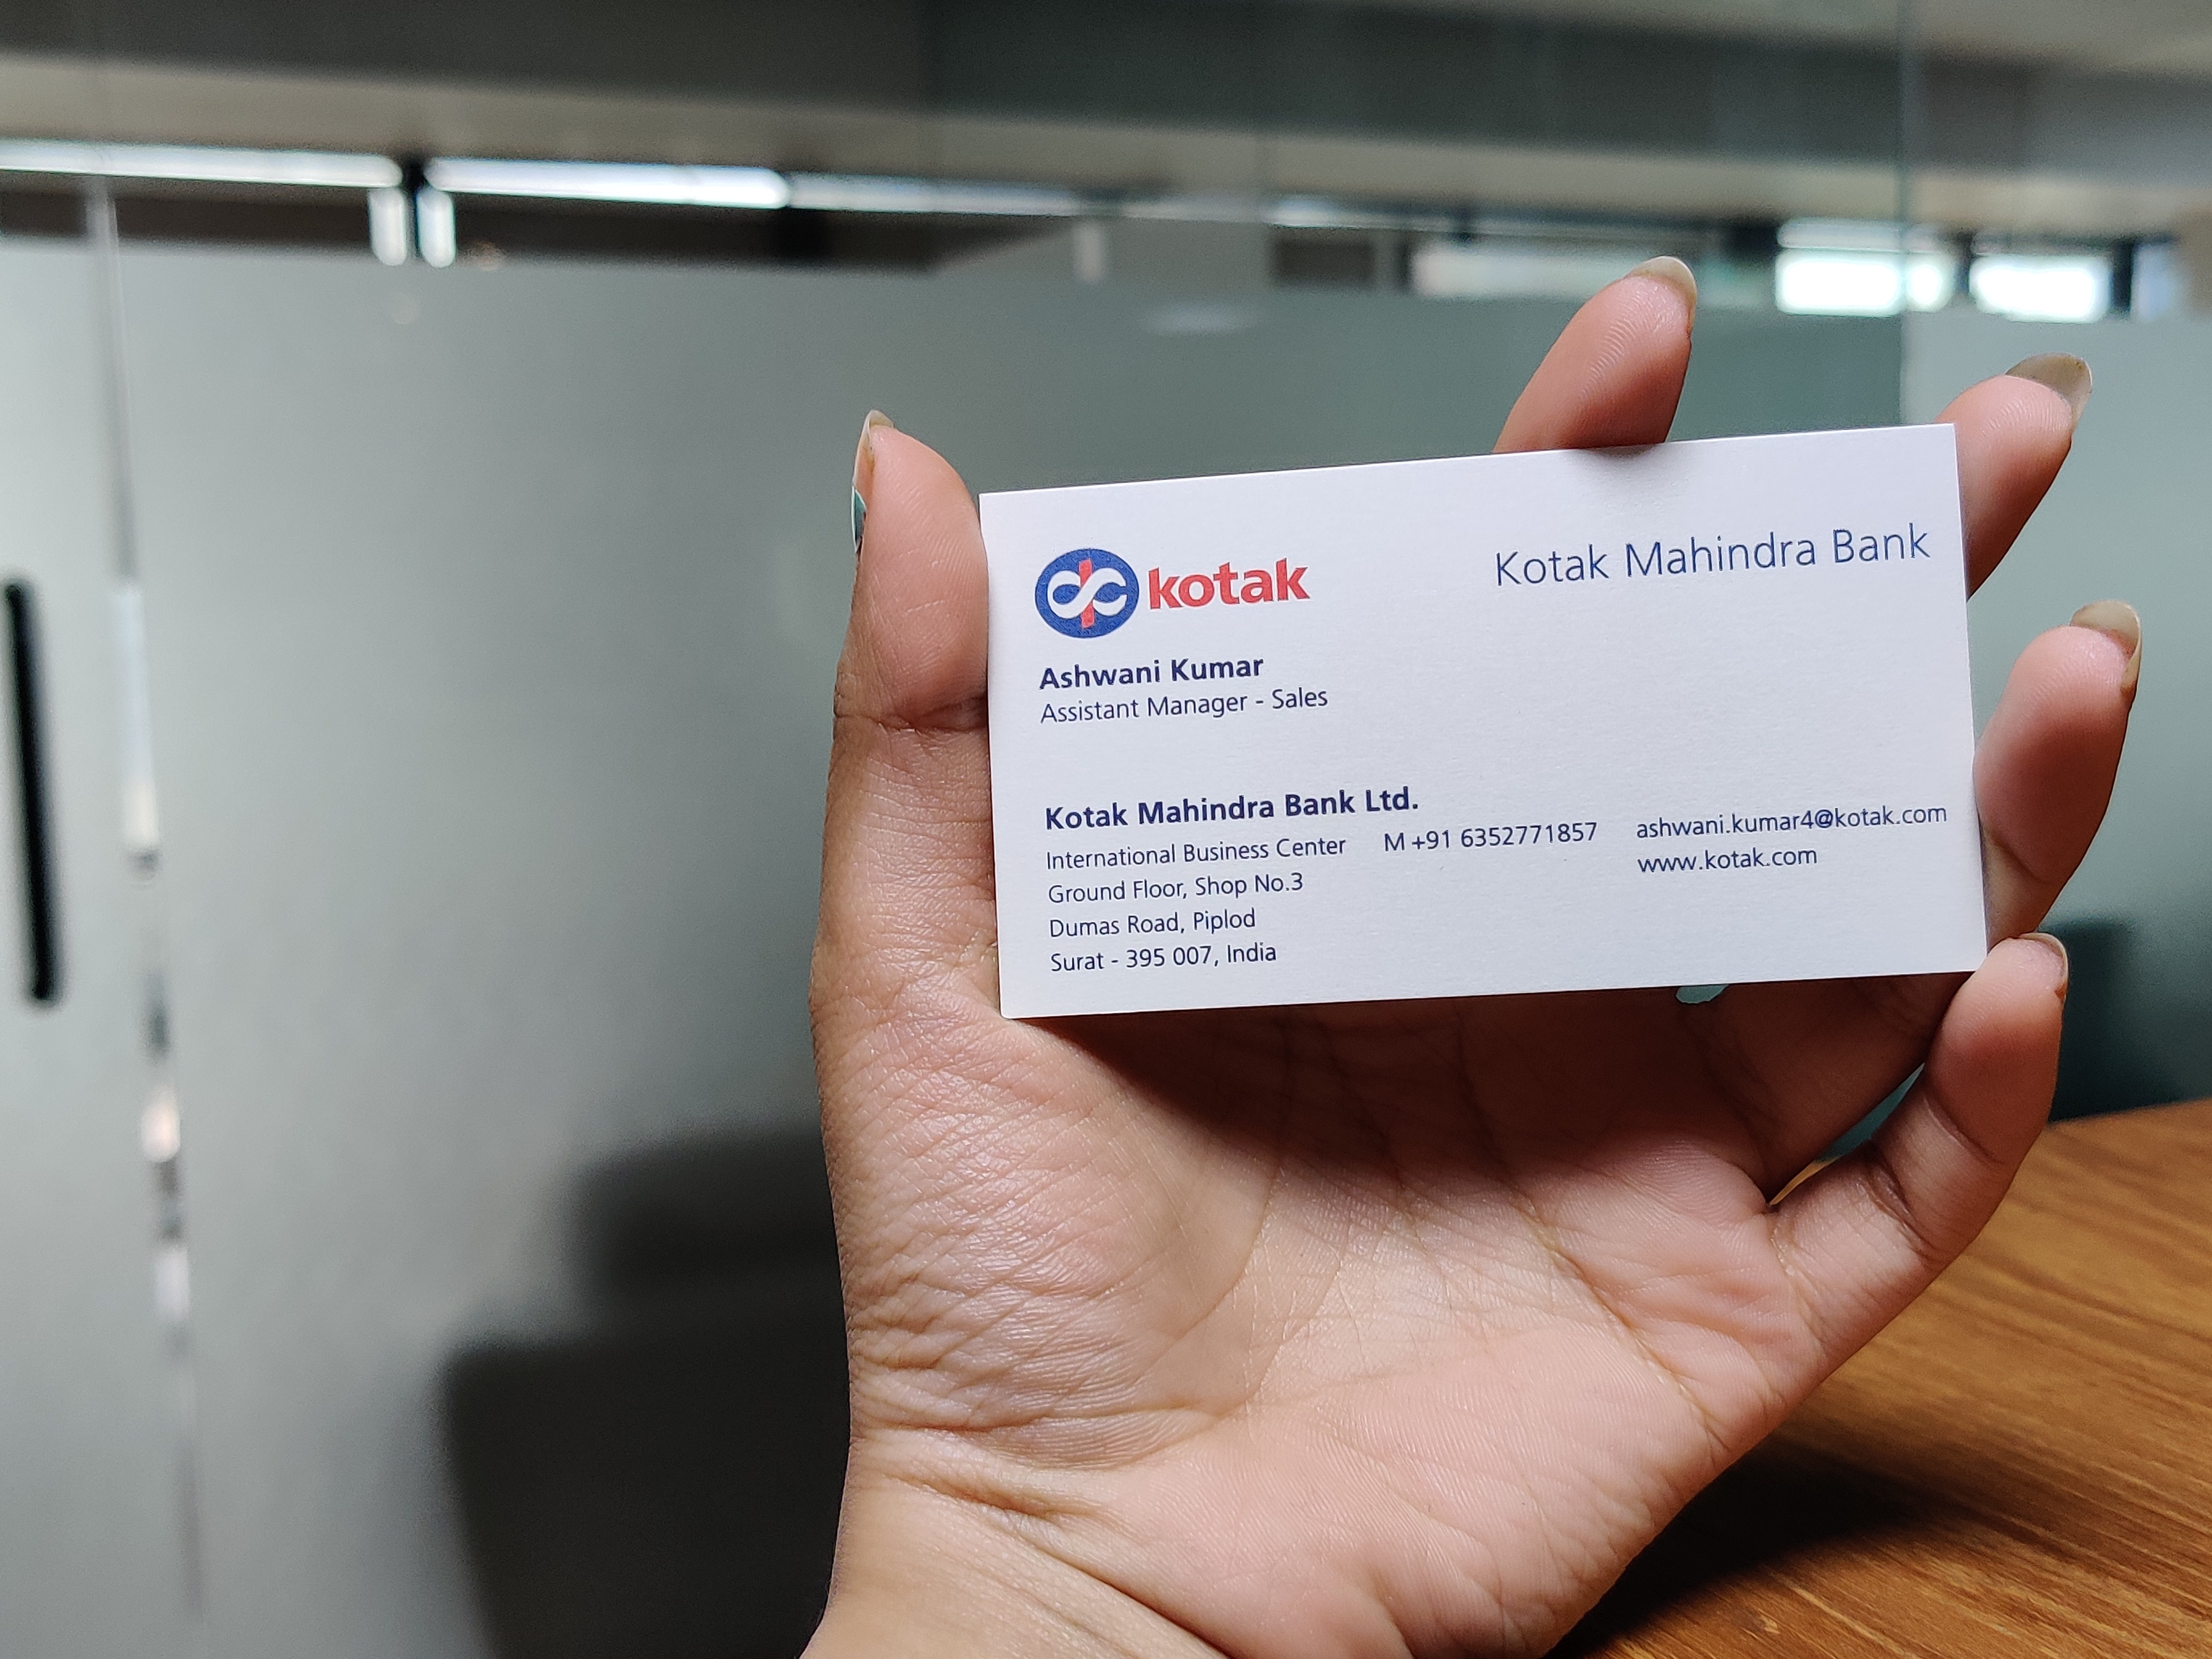 kotak
Kotak Mahindra Bank
Ashwani Kumar
Assistant Manager - Sales
Kotak Mahindra Bank Ltd.
International Business Center
Ground Floor, Shop No.3
Dumas Road, Piplod
Surat - 395 007, India
M +91 6352771857
ashwani.kumar4@kotak.com
www.kotak.com